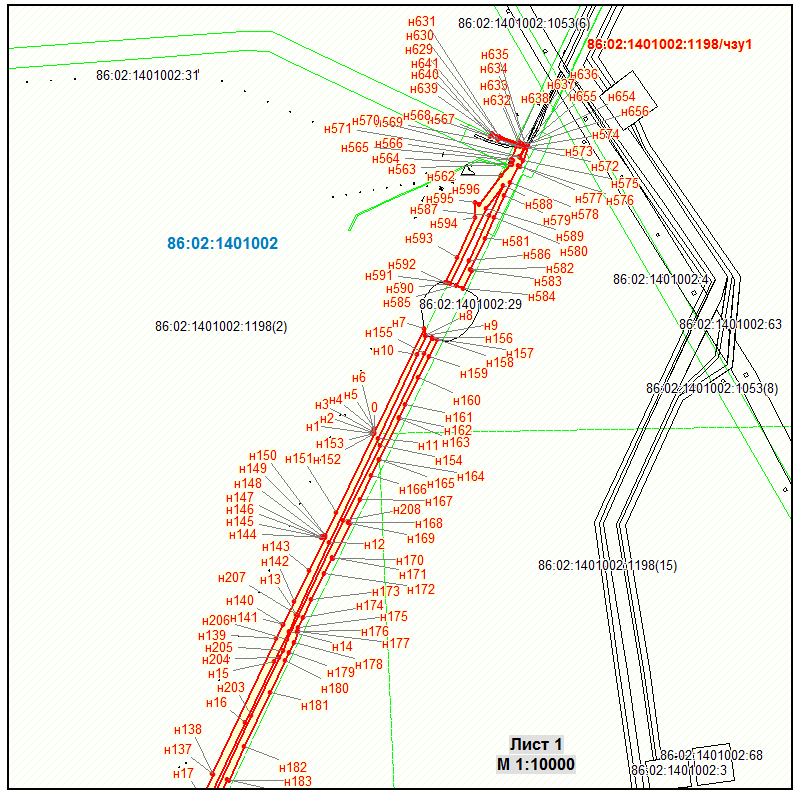 н631
86:02:1401002:1053(6)
н630
86:02:1401002:1198/чзу1
н629
н635
н641
н634
86:02:1401002:31
н640
н636
н633
н637
н639
н632
н638
н655
н654
н656
н568
н567
н570
н569
н571
н574
н566
н565
н573
н564
н572
н563
н562
н575
н596
н577
н576
н595
н588
н587
н578
н579
н594
н589
н593
н581
н580
86:02:1401002
н586
н592
н582
н591
н583
86:02:1401002:4
н590
н584
н585
86:02:1401002:29
н8
н7
н9
86:02:1401002:63
86:02:1401002:1198(2)
н155
н156
н10
н157
н158
н159
н6
86:02:1401002:1053(8)
н5
н4
н3
0
н160
н2
н161
н1
н162
н153
н11
н163
н150
н151
н152
н154
н149
н164
н148
н165
н147
н166
н146
н167
н145
н208
н144
н168
н169
н143
н12
н142
н170
86:02:1401002:1198(15)
н207
н13
н171
н172
н140
н173
н206
н141
н174
н175
н139
н176
н205
н14
н177
н204
н178
н15
н179
н203
н180
н16
н181
н138
н137
Лист 1
86:02:1401002:68
н17
н182
М 1:10000
86:02:1401002:3
н183